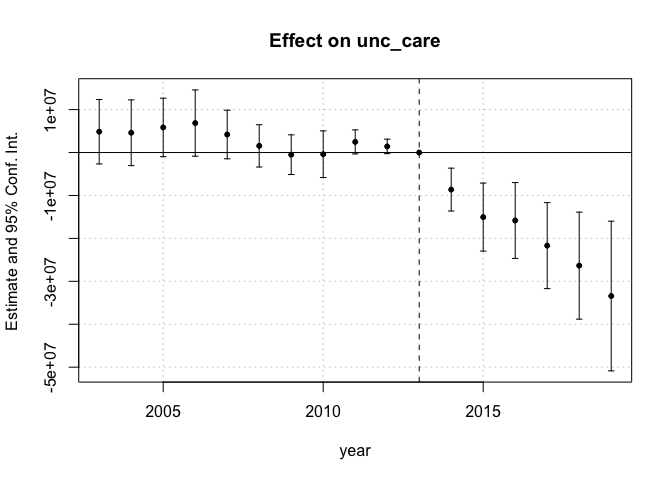 Effect on unc_care
Estimate and 95% Conf. Int.
1e+07
-1e+07
-3e+07
-5e+07
2005 2010 2015
year